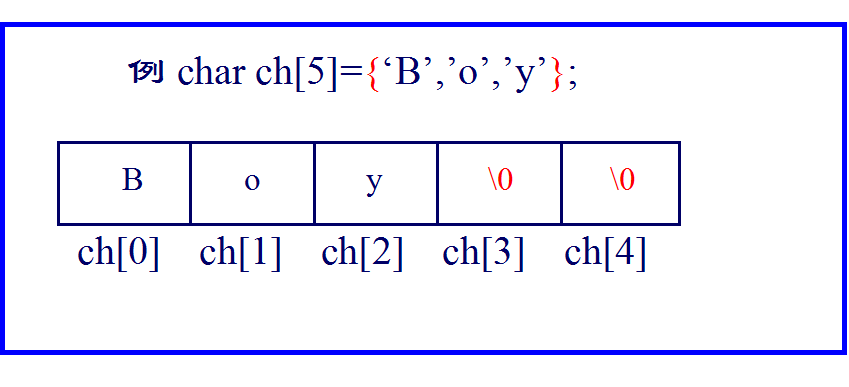 例 char ch[5]={‘B’,’o’,’y’};
B o y \0 \0
ch[0] ch[1] ch[2] ch[3] ch[4]